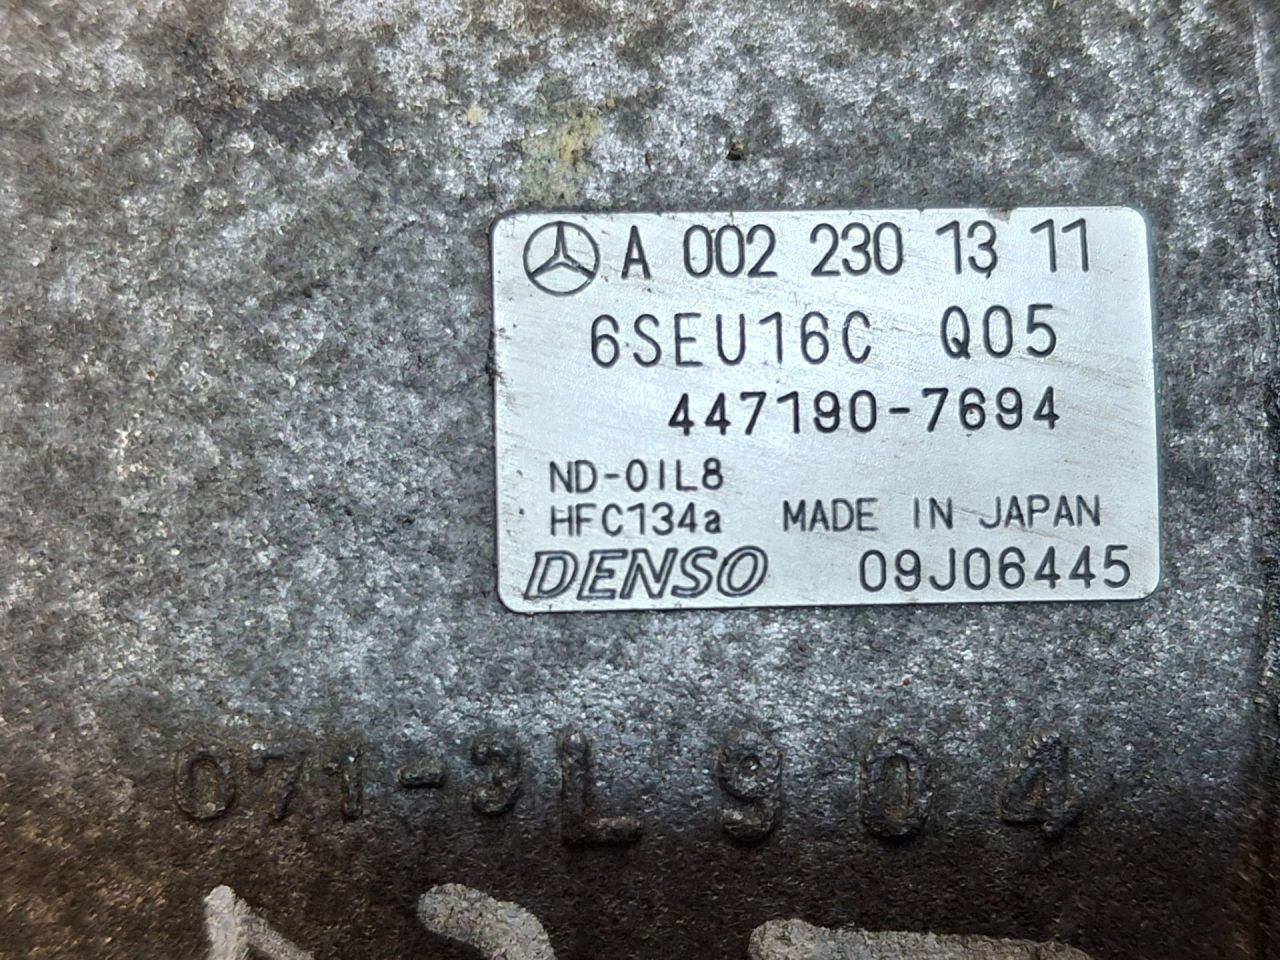 A 002 230 13 11
6SEU16C Q05
447190-7694
ND-OIL8
HFC134a MADE IN JAPAN
DENSO 09J06445
071-3L904